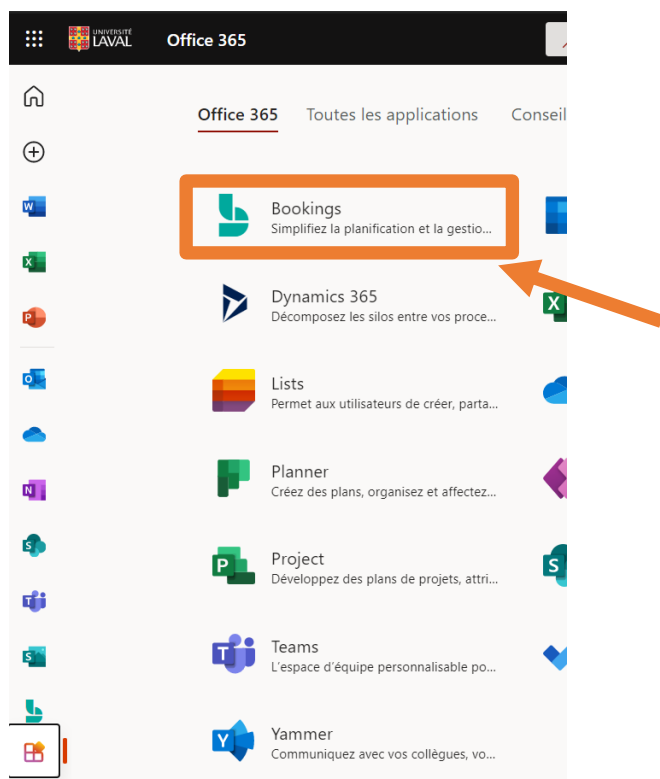 UNIVERSITÉ
LAVAL
Office 365
Office 365 Toutes les applications Conseil
Bookings
Simplifiez la planification et la gestio...
Dynamics 365
Décomposez les silos entre vos proce...
Lists
Permet aux utilisateurs de créer, parta...
Planner
Créez des plans, organisez et affectez...
Project
Développez des plans de projets, attri...
Teams
L'espace d'équipe personnalisable po...
Yammer
Communiquez avec vos collègues, vo...